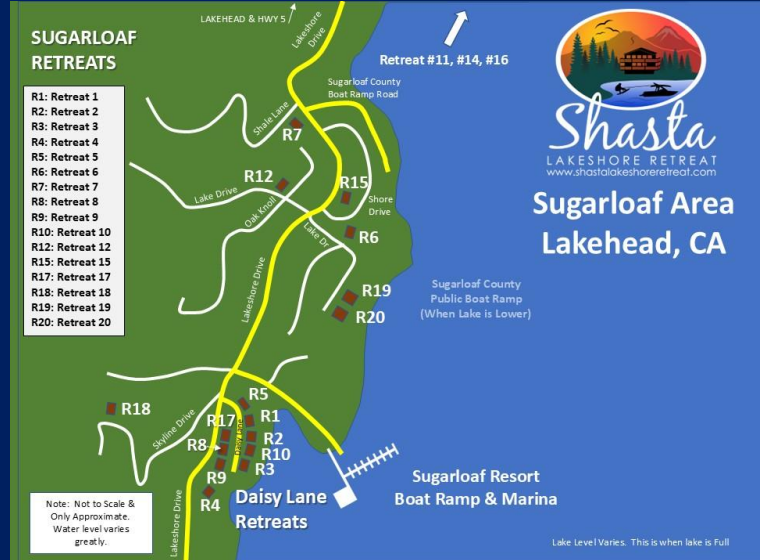 SUGARLOAF
RETREATS
LAKEHEAD & HWY 5
Lakeshore
Drive
Retreat #11, #14, #16
Shasta
LAKESHORE RETREAT
www.shastalakeshoreretreat.com
Sugarloaf Area
Lakehead, CA
R1: Retreat 1
R2: Retreat 2
R3: Retreat 3
R4: Retreat 4
R5: Retreat 5
R6: Retreat 6
R7: Retreat 7
R8: Retreat 8
R9: Retreat 9
R10: Retreat 10
R12: Retreat 12
R15: Retreat 15
R17: Retreat 17
R18: Retreat 18
R19: Retreat 19
R20: Retreat 20
Sugarloaf County
Boat Ramp Road
Shale Lane
R7
R12
R15
Lake Drive
Oak Knoll
Shore
Drive
Lake Dr
R6
Lakeshore Drive
R19
R20
Sugarloaf County
Public Boat Ramp
(When Lake is Lower)
R18
Skyline Drive
R5
R17
R1
Daisy Lane
R8
R2
R10
R9
R3
R4
Daisy Lane
Retreats
Sugarloaf Resort
Boat Ramp & Marina
Lakeshore Drive
Note: Not to Scale &
Only Approximate.
Water level varies
greatly.
Lake Level Varies. This is when lake is Full